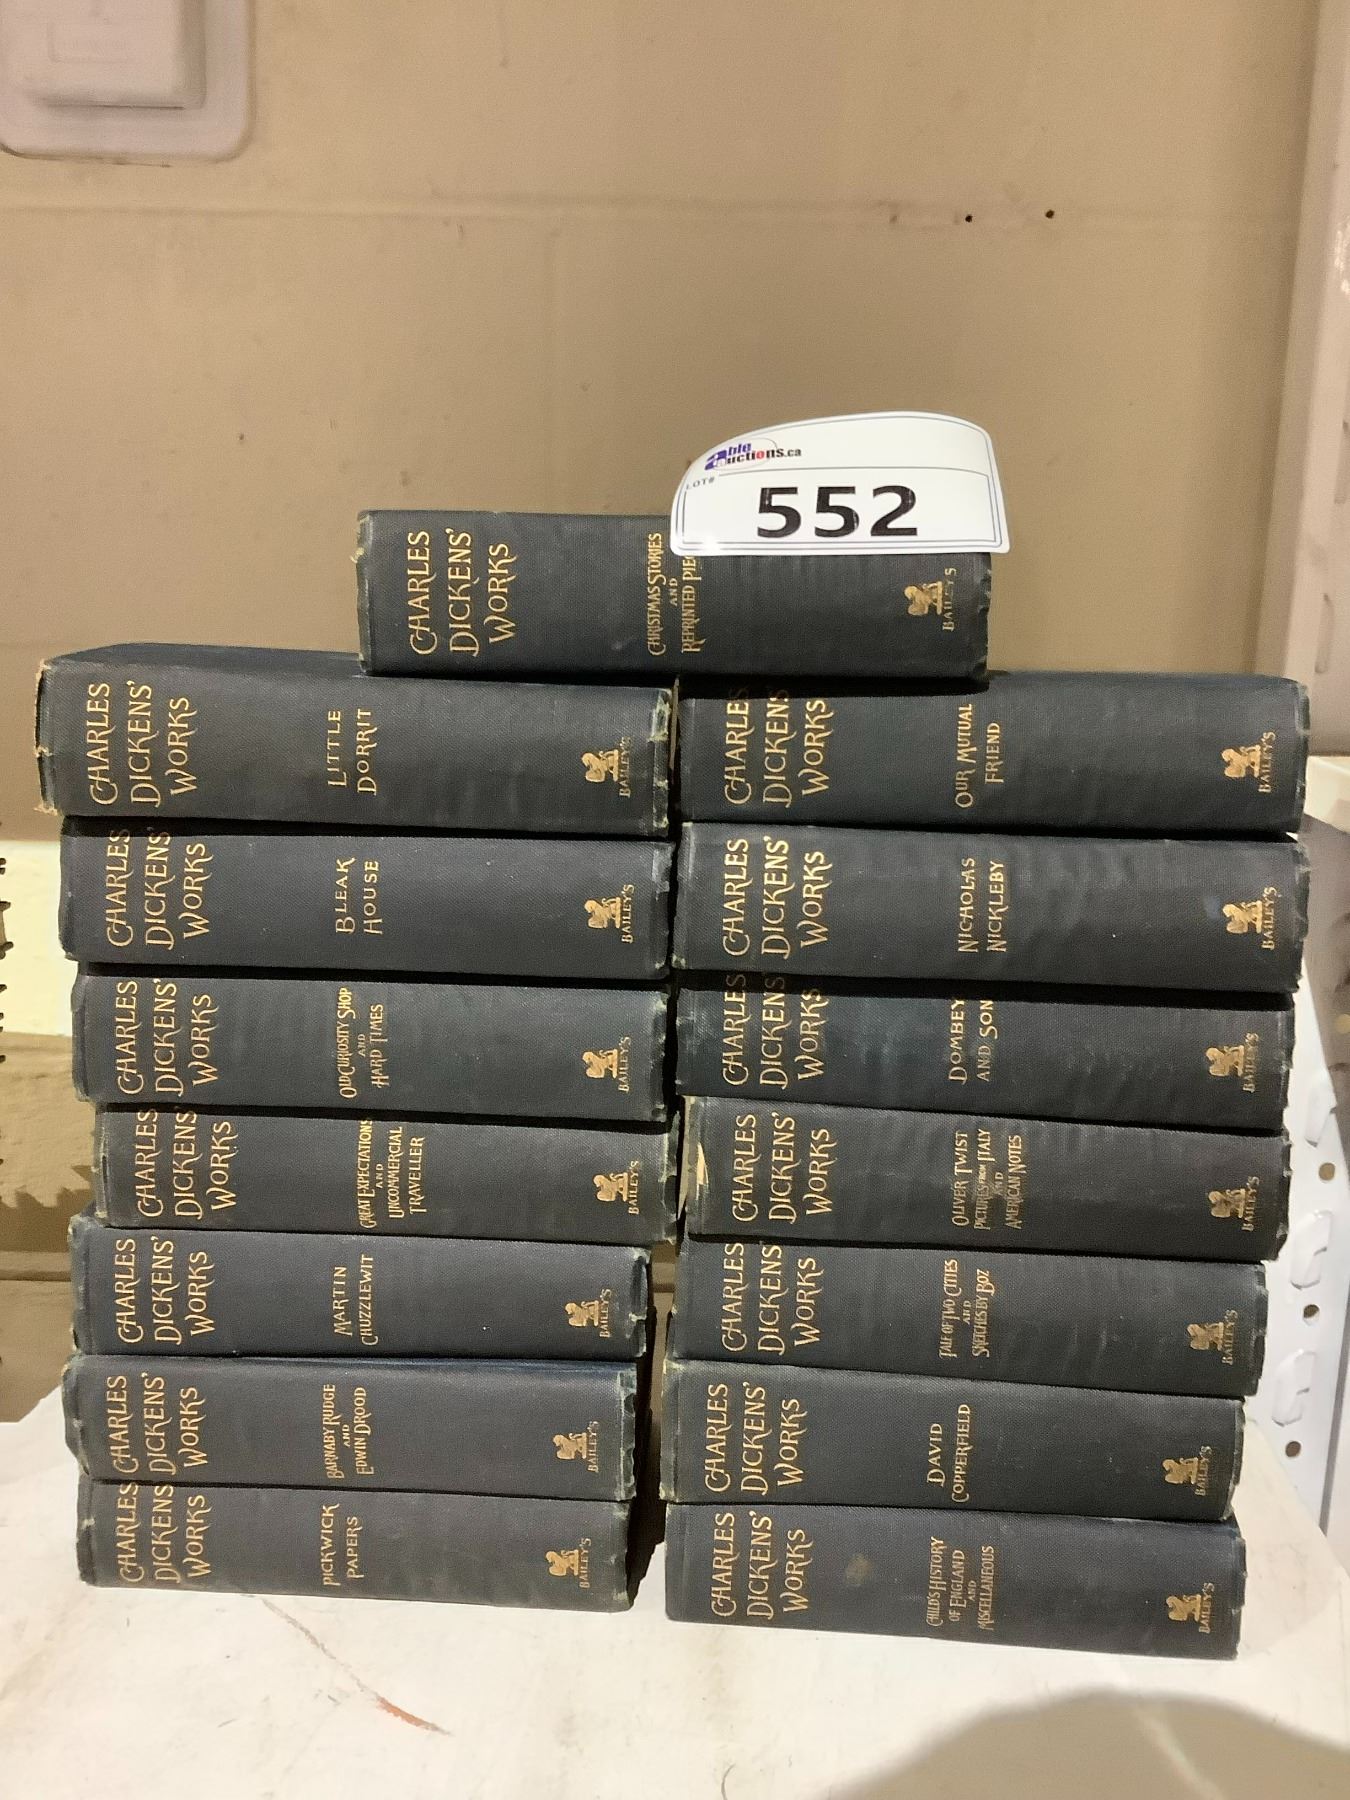 able
auctions.ca
LOT#
552
CHARLES
DICKENS'
WORKS
CHRISTMAS STORIES
AND
REPRINTED PIEC
BAILEY'S
CHARLES
DICKENS'
WORKS
LITTLE
DORRIT
BAILEY'S
CHARLES
DICKENS'
WORKS
BLEAK
HOUSE
BAILEY'S
CHARLES
DICKENS'
WORKS
OLD CURIOSITY SHOP
AND
HARD TIMES
BAILEY'S
CHARLES
DICKENS'
WORKS
GREAT EXPECTATIONS
AND
UNCOMMERCIAL
TRAVELLER
BAILEY'S
CHARLES
DICKENS'
WORKS
MARTIN
CHUZZLEWIT
BAILEY'S
CHARLES
DICKENS'
WORKS
BARNABY RUDGE
AND
EDWIN DROOD
BAILEY'S
CHARLES
DICKENS'
WORKS
PICKWICK
PAPERS
BAILEY'S
CHARLES
DICKENS'
WORKS
OUR MUTUAL
FRIEND
BAILEY'S
CHARLES
DICKENS'
WORKS
NICHOLAS
NICKLEBY
BAILEY'S
CHARLES
DICKENS'
WORKS
DOMBEY
AND SON
BAILEY'S
CHARLES
DICKENS'
WORKS
OLIVER TWIST
PICTURES FROM ITALY
AND
AMERICAN NOTES
BAILEY'S
CHARLES
DICKENS'
WORKS
TALE OF TWO CITIES
AND
SKETCHES BY BOZ
BAILEY'S
CHARLES
DICKENS'
WORKS
DAVID
COPPERFIELD
BAILEY'S
CHARLES
DICKENS'
WORKS
CHILD'S HISTORY
OF ENGLAND
AND
MISCELLANEOUS
BAILEY'S